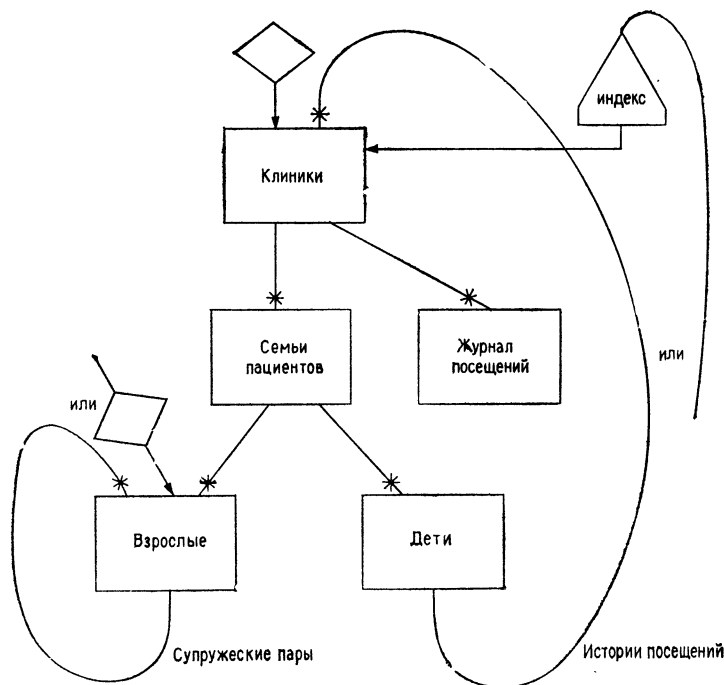 индекс
Клиники
Семьи
пациентов
Журнал
посещений
или
или
Взрослые
Дети
Супружеские пары
Истории посещений